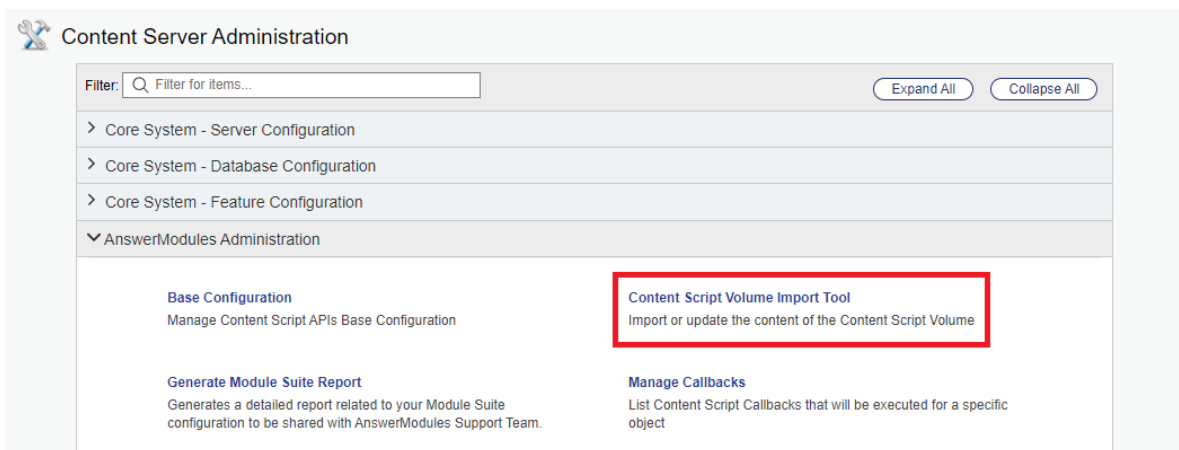 Content Server Administration
Filter: Filter for items... Expand All Collapse All
Core System - Server Configuration
Core System - Database Configuration
Core System - Feature Configuration
AnswerModules Administration
Base Configuration
Manage Content Script APIs Base Configuration
Content Script Volume Import Tool
Import or update the content of the Content Script Volume
Generate Module Suite Report
Generates a detailed report related to your Module Suite
configuration to be shared with AnswerModules Support Team.
Manage Callbacks
List Content Script Callbacks that will be executed for a specific
object